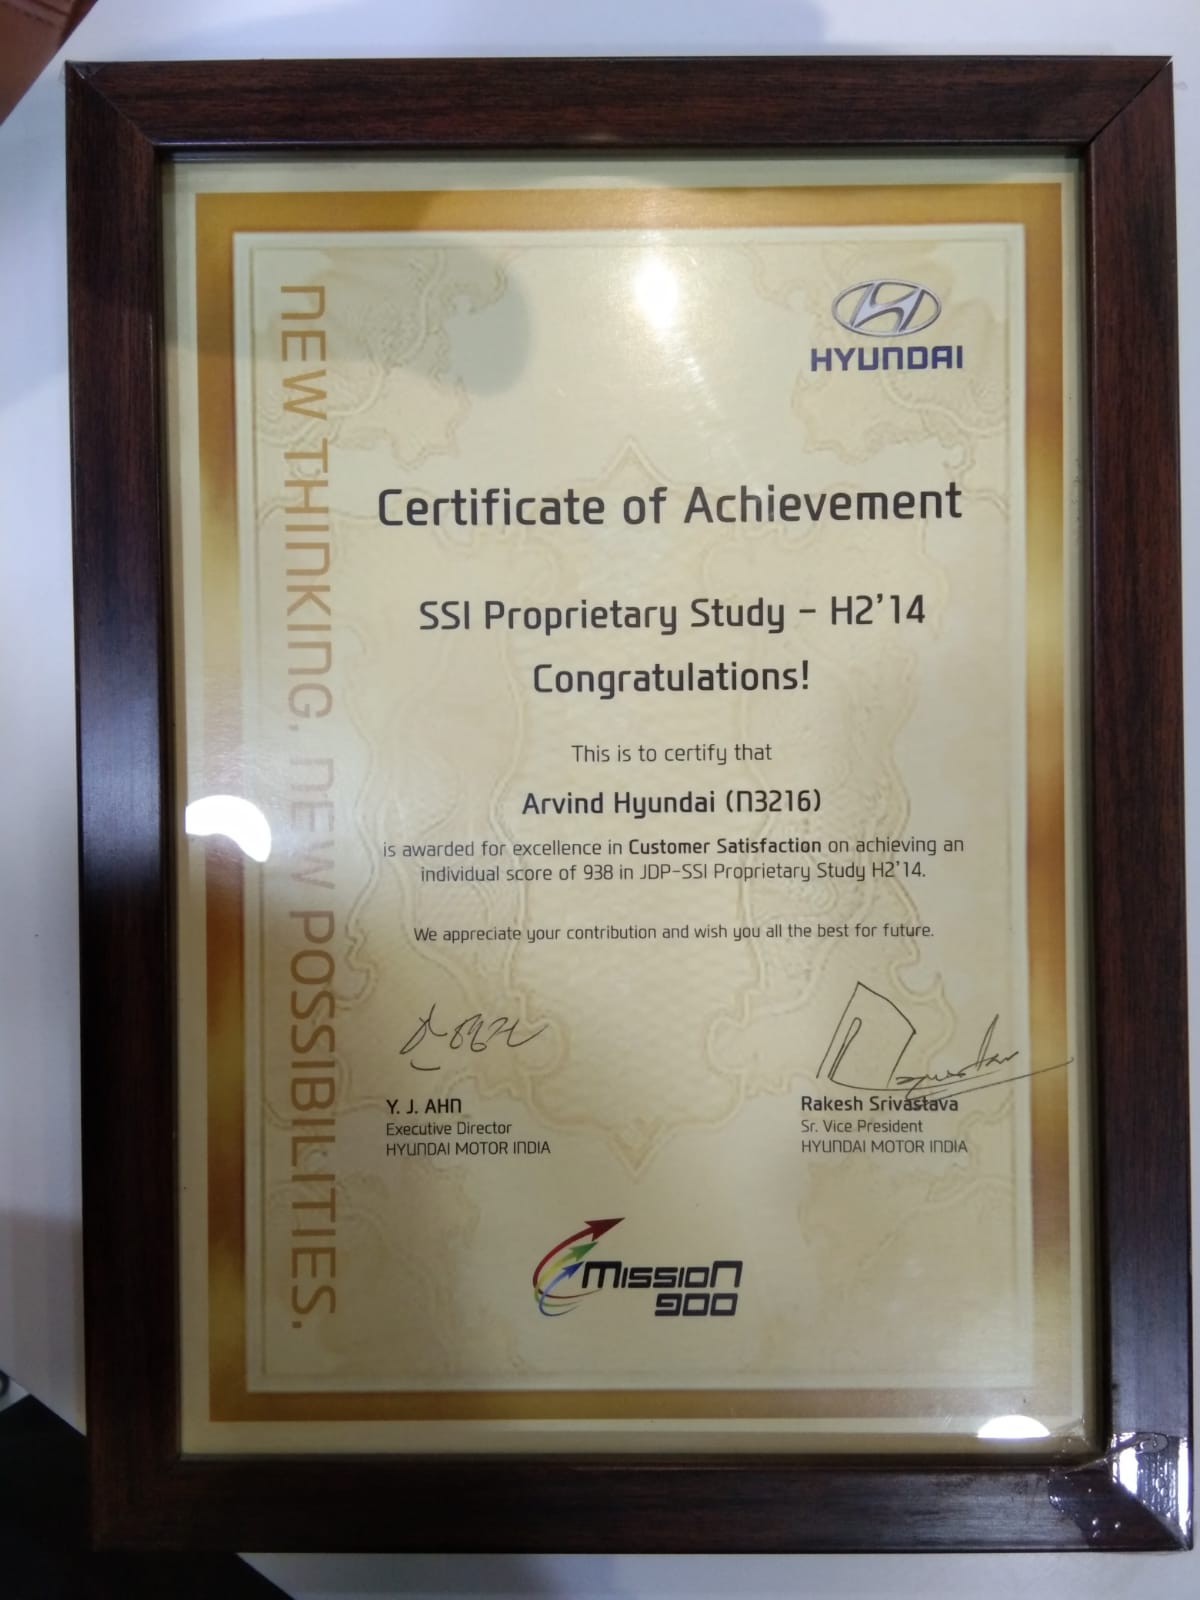 HYUNDAI
NEW THINKING. NEW POSSIBILITIES.
Certificate of Achievement
SSI Proprietary Study – H2’14
Congratulations!
This is to certify that
Arvind Hyundai (N3216)
is awarded for excellence in Customer Satisfaction on achieving an
individual score of 938 in JDP-SSI Proprietary Study H2’14.
We appreciate your contribution and wish you all the best for future.
Y. J. AHN
Executive Director
HYUNDAI MOTOR INDIA
Rakesh Srivastava
Sr. Vice President
HYUNDAI MOTOR INDIA
MISSION
900